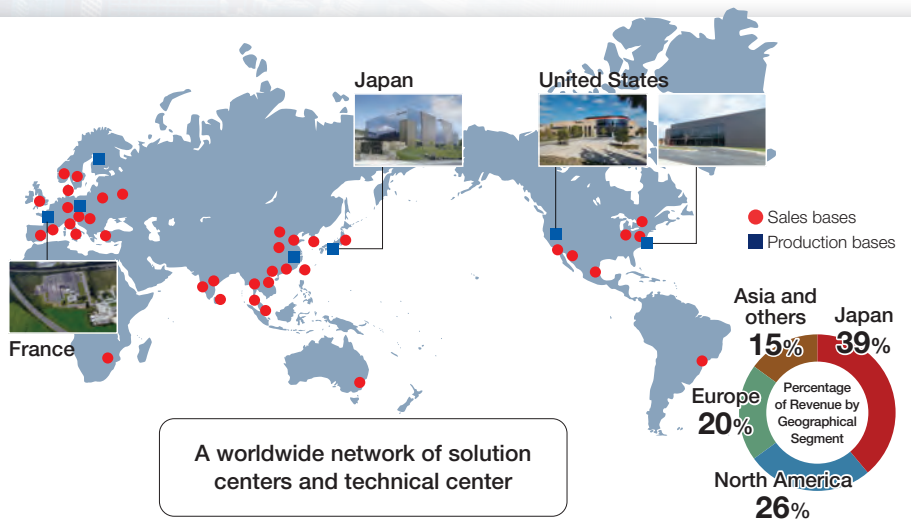 Japan
United States
Sales bases
Production bases
France
Asia and
others
15%
Japan
39%
Europe
20%
Percentage
of Revenue by
Geographical
Segment
North America
26%
A worldwide network of solution
centers and technical center